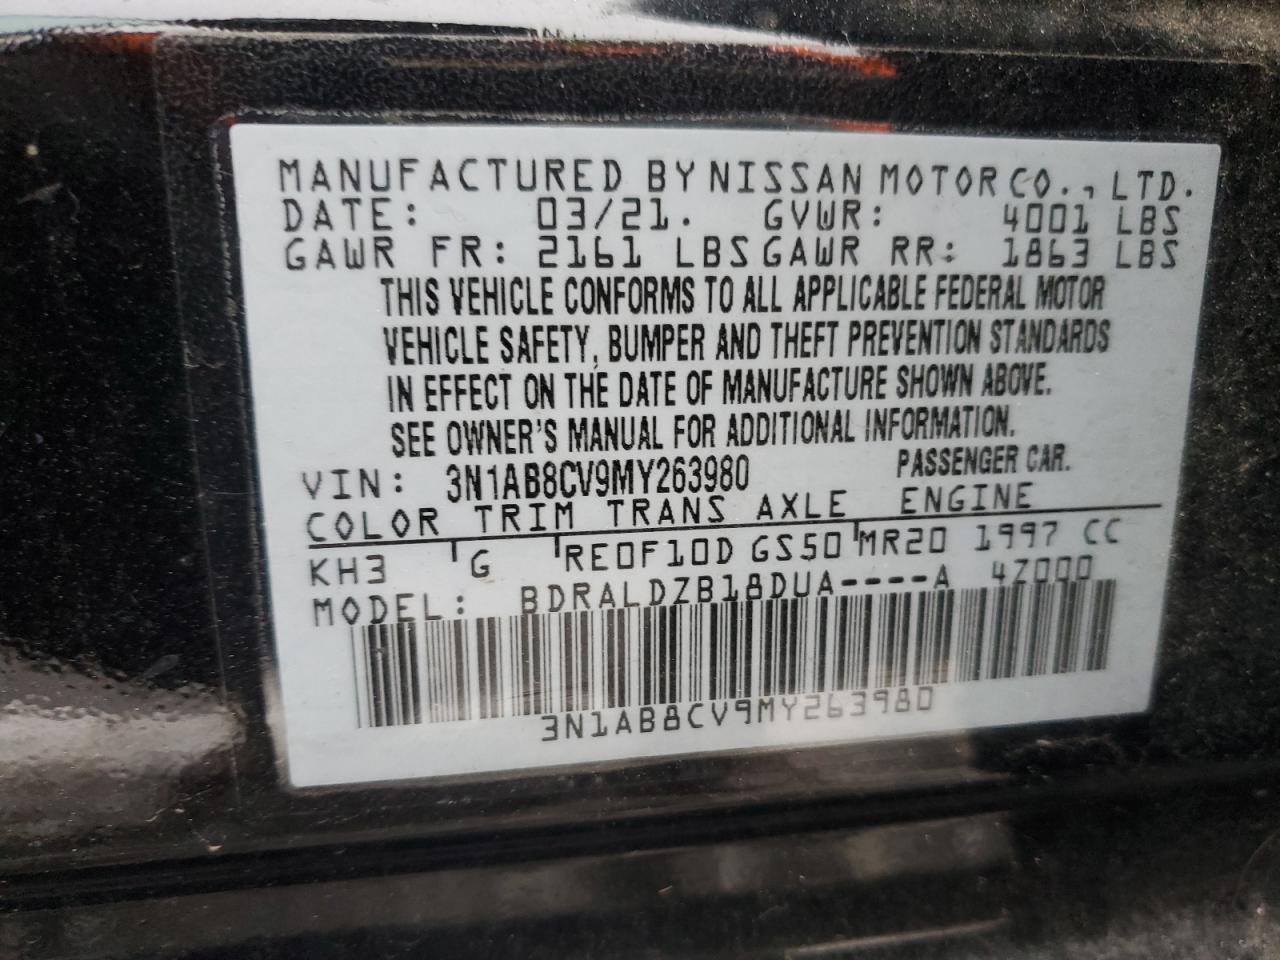 MANUFACTURED BY NISSAN MOTOR CO., LTD.
DATE: 03/21. GVWR: 4001 LBS
GAWR FR: 2161 LBS GAWR RR: 1863 LBS
THIS VEHICLE CONFORMS TO ALL APPLICABLE FEDERAL MOTOR
VEHICLE SAFETY, BUMPER AND THEFT PREVENTION STANDARDS
IN EFFECT ON THE DATE OF MANUFACTURE SHOWN ABOVE.
SEE OWNER'S MANUAL FOR ADDITIONAL INFORMATION.
VIN: 3N1AB8CV9MY263980 PASSENGER CAR.
COLOR TRIM TRANS AXLE ENGINE
KH3 G RE0F10D GS50 MR20 1997 CC
MODEL: BDRALDZB18DUA----A 4Z000
3N1AB8CV9MY263980